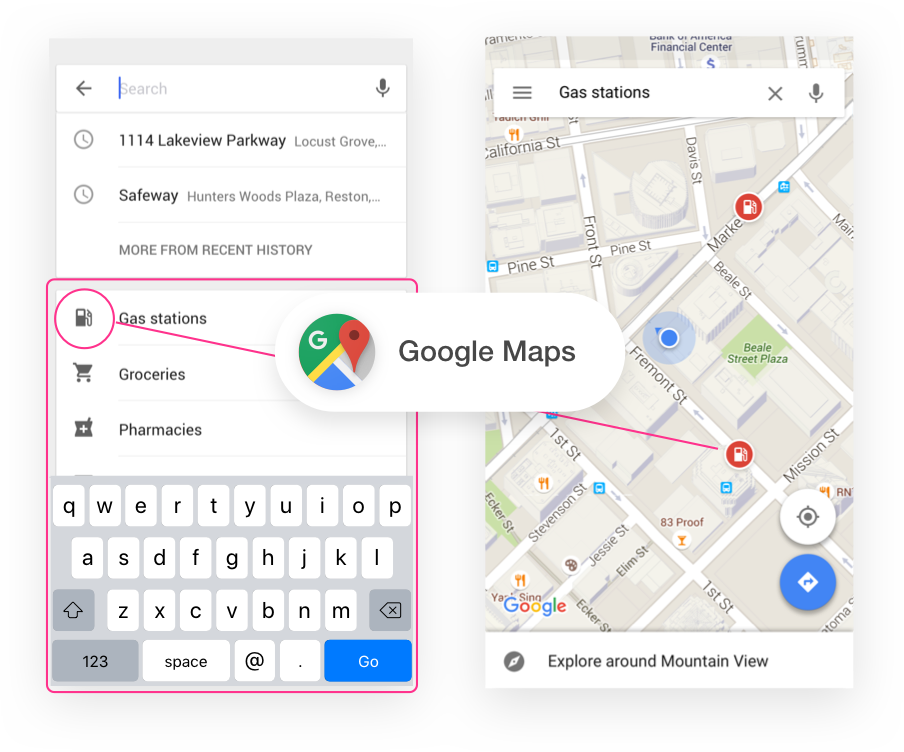 Search
1114 Lakeview Parkway Locust Grove,...
Safeway Hunters Woods Plaza, Reston,...
MORE FROM RECENT HISTORY
Gas stations
Groceries
Pharmacies
q w e r t y u i o p
a s d f g h j k l
z x c v b n m
123 space @ . Go
G Google Maps
Bank of America
Financial Center
$
Gas stations
California St
Davis St
Front St
Pine St
Pine St
Marke
Main
Beale St
Beale
Street Plaza
Fremont St
1st St
Mission St
Ecker St
Stevenson St
83 Proof
RN
Jessie St
Elim St
1st St
Ecker St
Google
Explore around Mountain View